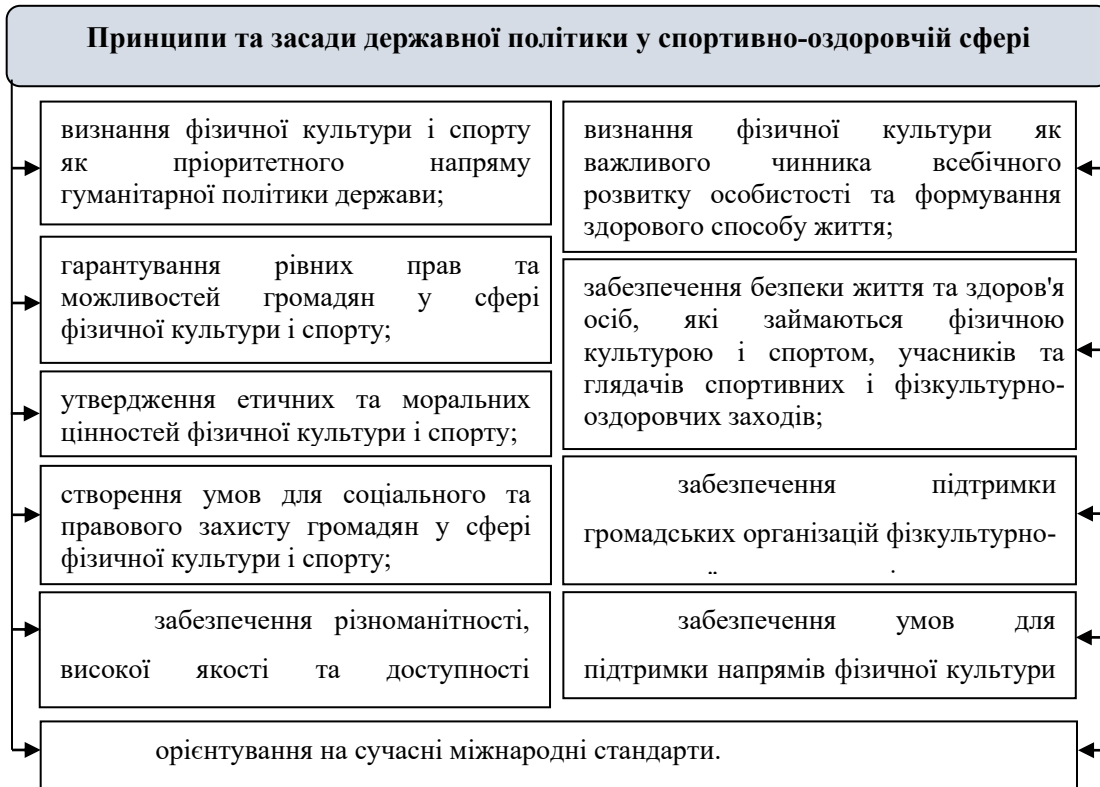 Принципи та засади державної політики у спортивно-оздоровчій сфері
визнання фізичної культури і спорту
як пріоритетного напряму
гуманітарної політики держави;
гарантування рівних прав та
можливостей громадян у сфері
фізичної культури і спорту;
утвердження етичних та моральних
цінностей фізичної культури і спорту;
створення умов для соціального та
правового захисту громадян у сфері
фізичної культури і спорту;
забезпечення різноманітності,
високої якості та доступності
визнання фізичної культури як
важливого чинника всебічного
розвитку особистості та формування
здорового способу життя;
забезпечення безпеки життя та здоров'я
осіб, які займаються фізичною
культурою і спортом, учасників та
глядачів спортивних і фізкультурно-
оздоровчих заходів;
забезпечення підтримки
громадських організацій фізкультурно-
забезпечення умов для
підтримки напрямів фізичної культури
орієнтування на сучасні міжнародні стандарти.